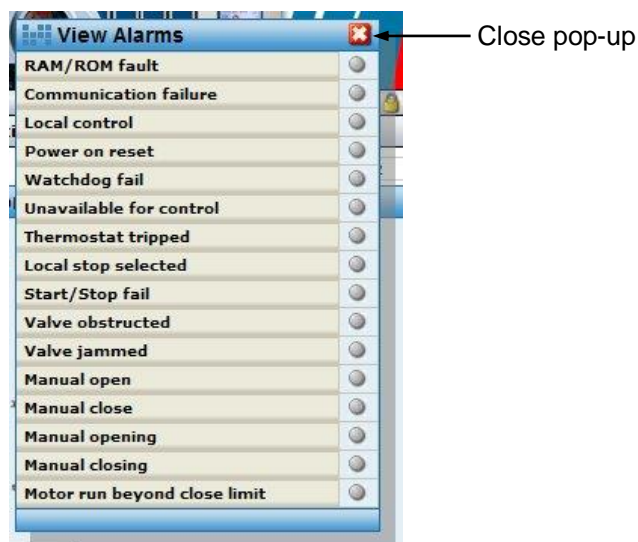 View Alarms
Close pop-up
RAM/ROM fault
Communication failure
Local control
Power on reset
Watchdog fail
Unavailable for control
Thermostat tripped
Local stop selected
Start/Stop fail
Valve obstructed
Valve jammed
Manual open
Manual close
Manual opening
Manual closing
Motor run beyond close limit